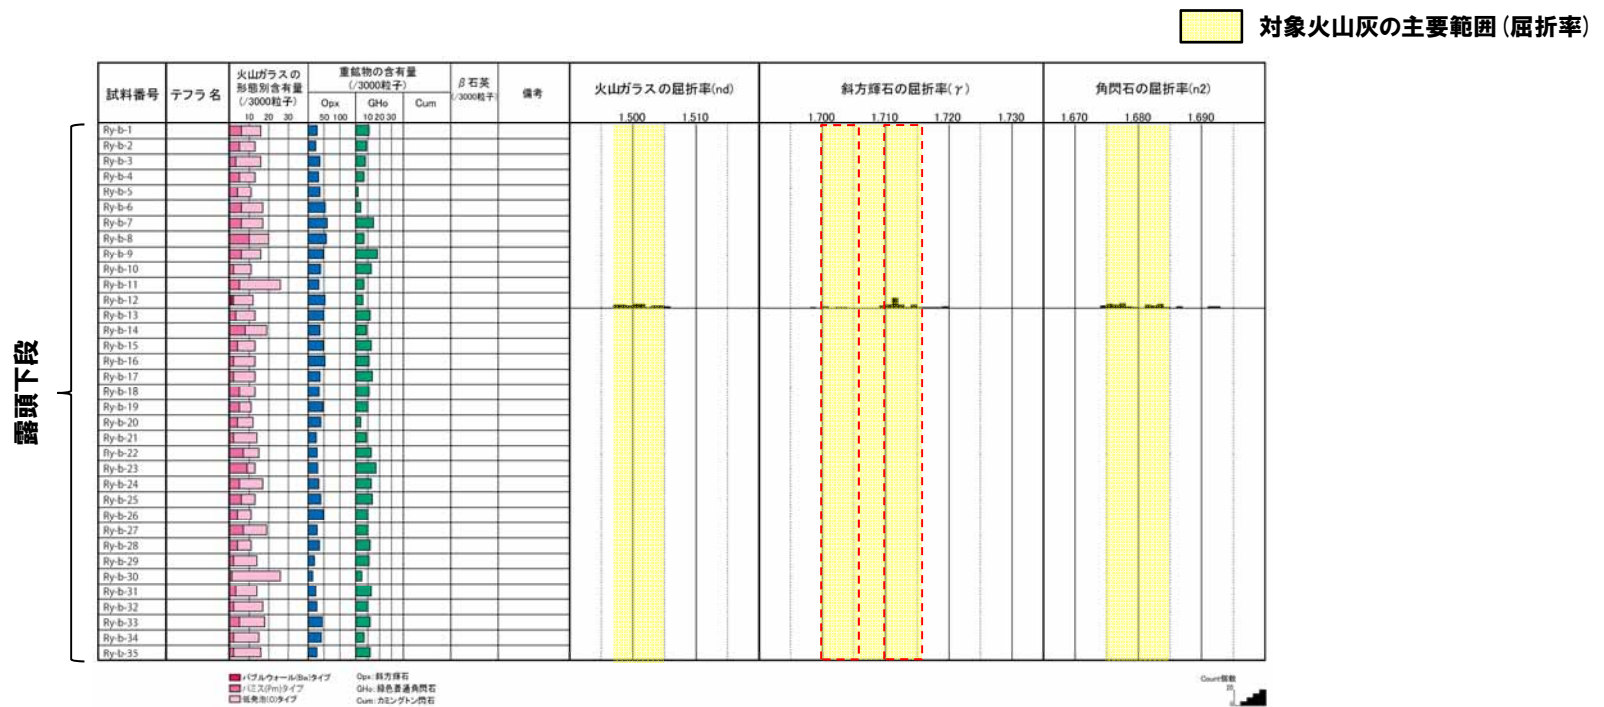 対象火山灰の主要範囲(屈折率)
試料番号 テフラ名 火山ガラスの形態別含有量(/3000粒子) 重鉱物の含有量(/3000粒子) β石英(/3000粒子) 備考 火山ガラスの屈折率(nd) 斜方輝石の屈折率(γ) 角閃石の屈折率(n2)
Opx GHo Cum
10 20 30 50 100 10 20 30 1.500 1.510 1.700 1.710 1.720 1.730 1.670 1.680 1.690
露頭下段
Ry-b-1
Ry-b-2
Ry-b-3
Ry-b-4
Ry-b-5
Ry-b-6
Ry-b-7
Ry-b-8
Ry-b-9
Ry-b-10
Ry-b-11
Ry-b-12
Ry-b-13
Ry-b-14
Ry-b-15
Ry-b-16
Ry-b-17
Ry-b-18
Ry-b-19
Ry-b-20
Ry-b-21
Ry-b-22
Ry-b-23
Ry-b-24
Ry-b-25
Ry-b-26
Ry-b-27
Ry-b-28
Ry-b-29
Ry-b-30
Ry-b-31
Ry-b-32
Ry-b-33
Ry-b-34
Ry-b-35
バブルウォール(Bw)タイプ Opx:斜方輝石
パミス(Pm)タイプ GHo:緑色普通角閃石
低発泡(O)タイプ Cum:カミングトン閃石
Count個数